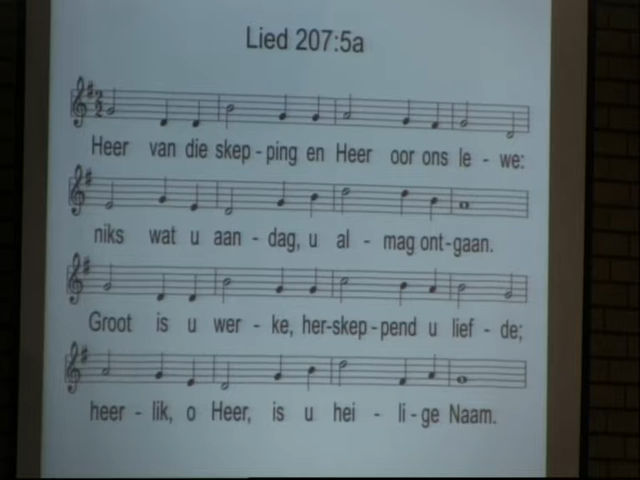 Lied 207:5a
Heer van die skep - ping en Heer oor ons le - we:
niks wat u aan - dag, u al - mag ont-gaan.
Groot is u wer - ke, her-skep-pend u lief - de;
heer - lik, o Heer, is u hei - li-ge Naam.